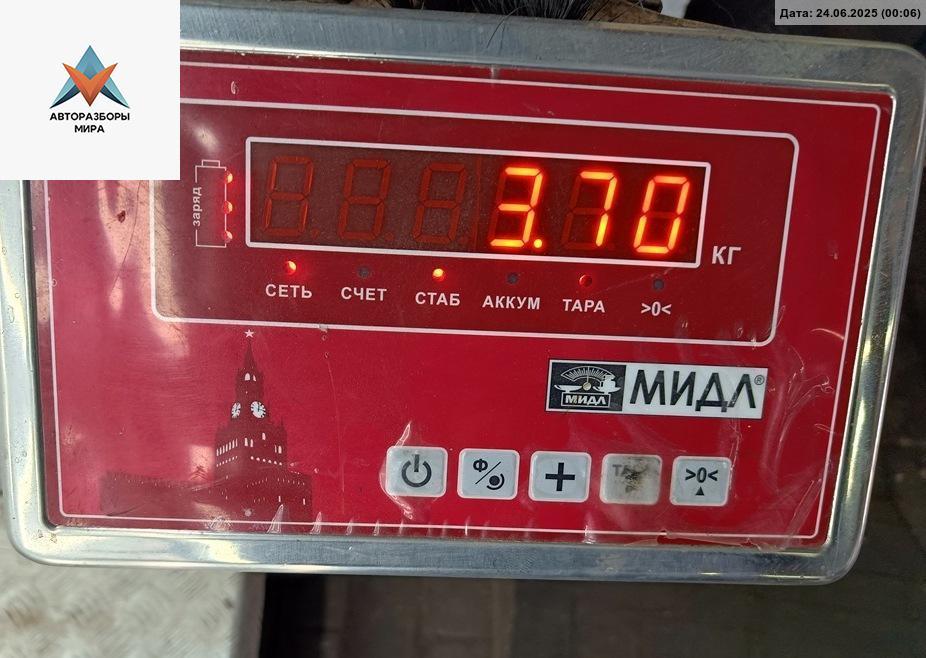 Дата: 24.06.2025 (00:06)
АВТОРАЗБОРЫ
МИРА
заряд
3.70
КГ
СЕТЬ СЧЕТ СТАБ АККУМ ТАРА >0<
МИДЛ МИДЛ®
Ф + >0<